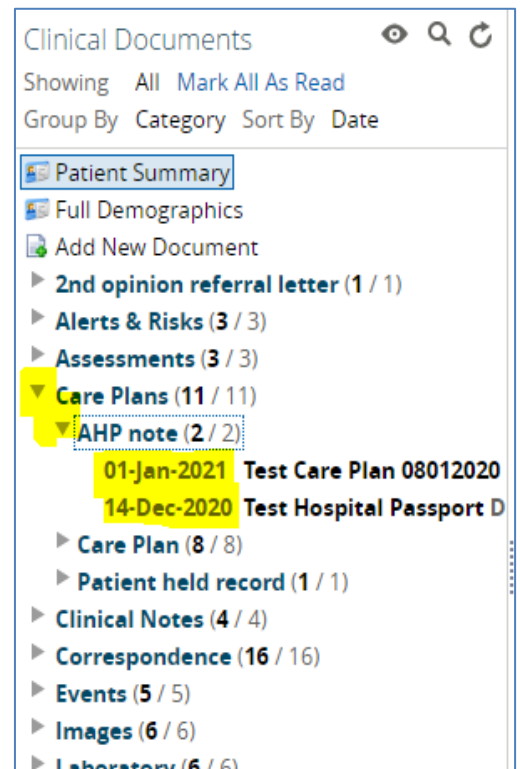 Clinical Documents
Showing All Mark All As Read
Group By Category Sort By Date
Patient Summary
Full Demographics
Add New Document
2nd opinion referral letter (1 / 1)
Alerts & Risks (3 / 3)
Assessments (3 / 3)
Care Plans (11 / 11)
AHP note (2 / 2)
01-Jan-2021 Test Care Plan 08012020
14-Dec-2020 Test Hospital Passport D
Care Plan (8 / 8)
Patient held record (1 / 1)
Clinical Notes (4 / 4)
Correspondence (16 / 16)
Events (5 / 5)
Images (6 / 6)
Laboratory (6 / 6)